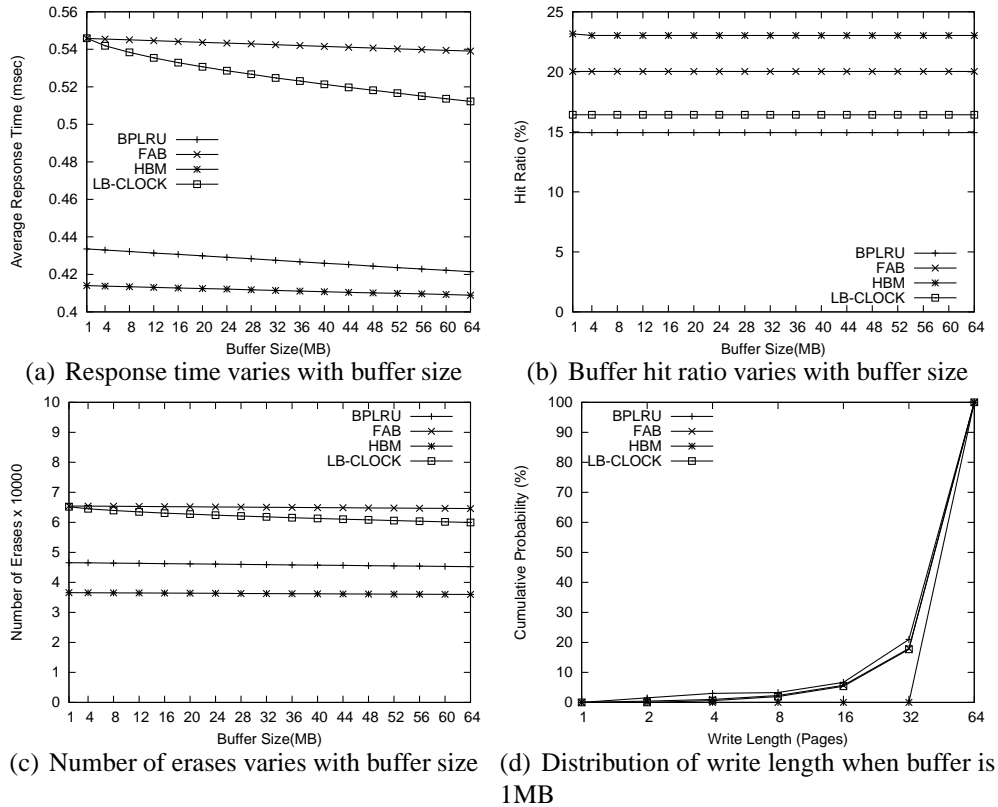 0.56
0.54
0.52
0.5
0.48
0.46
0.44
0.42
0.4
Average Repsonse Time (msec)
BPLRU
FAB
HBM
LB-CLOCK
1 4 8 12 16 20 24 28 32 36 40 44 48 52 56 60 64
Buffer Size(MB)
(a) Response time varies with buffer size
25
20
15
10
5
0
Hit Ratio (%)
BPLRU
FAB
HBM
LB-CLOCK
1 4 8 12 16 20 24 28 32 36 40 44 48 52 56 60 64
Buffer Size(MB)
(b) Buffer hit ratio varies with buffer size
10
9
8
7
6
5
4
3
2
1
0
Number of Erases x 10000
BPLRU
FAB
HBM
LB-CLOCK
1 4 8 12 16 20 24 28 32 36 40 44 48 52 56 60 64
Buffer Size(MB)
(c) Number of erases varies with buffer size
100
90
80
70
60
50
40
30
20
10
0
Cumulative Probability (%)
BPLRU
FAB
HBM
LB-CLOCK
1 2 4 8 16 32 64
Write Length (Pages)
(d) Distribution of write length when buffer is
1MB